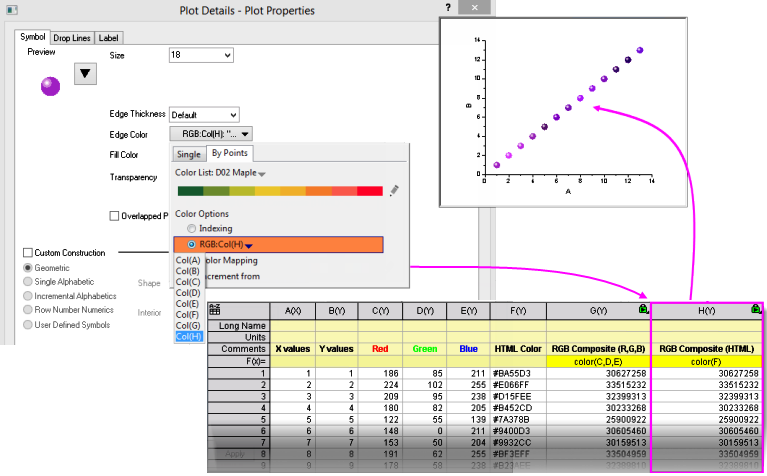 Plot Details - Plot Properties
?
Symbol Drop Lines Label
Preview
Size 18
Edge Thickness Default
Edge Color RGB:Col(H): "...
Fill Color
Transparency
Single By Points
Color List: D02 Maple
Color Options
Indexing
RGB:Col(H)
olor Mapping
crement from
Overlapped P
Col(A)
Col(B)
Col(C)
Col(D)
Col(E)
Col(F)
Col(G)
Col(H)
Custom Construction
Geometric
Single Alphabetic
Incremental Alphabetics
Row Number Numerics
User Defined Symbols
Shape
Interior
Apply
B
14
12
10
8
6
4
2
0
0 2 4 6 8 10 12 14
A
A(X) B(Y) C(Y) D(Y) E(Y) F(Y) G(Y) H(Y)
Long Name
Units
Comments X values Y values Red Green Blue HTML Color RGB Composite (R,G,B) RGB Composite (HTML)
F(x)= color(C,D,E) color(F)
1 1 1 186 85 211 #BA55D3 30627258 30627258
2 2 2 224 102 255 #E066FF 33515232 33515232
3 3 3 209 95 238 #D15FEE 32399313 32399313
4 4 4 180 82 205 #B452CD 30233268 30233268
5 5 5 122 55 139 #7A378B 25900922 25900922
6 6 6 148 0 211 #9400D3 30605460 30605460
7 7 7 153 50 204 #9932CC 30159513 30159513
8 8 8 191 62 255 #BF3EFF 33504959 33504959
9 9 9 178 58